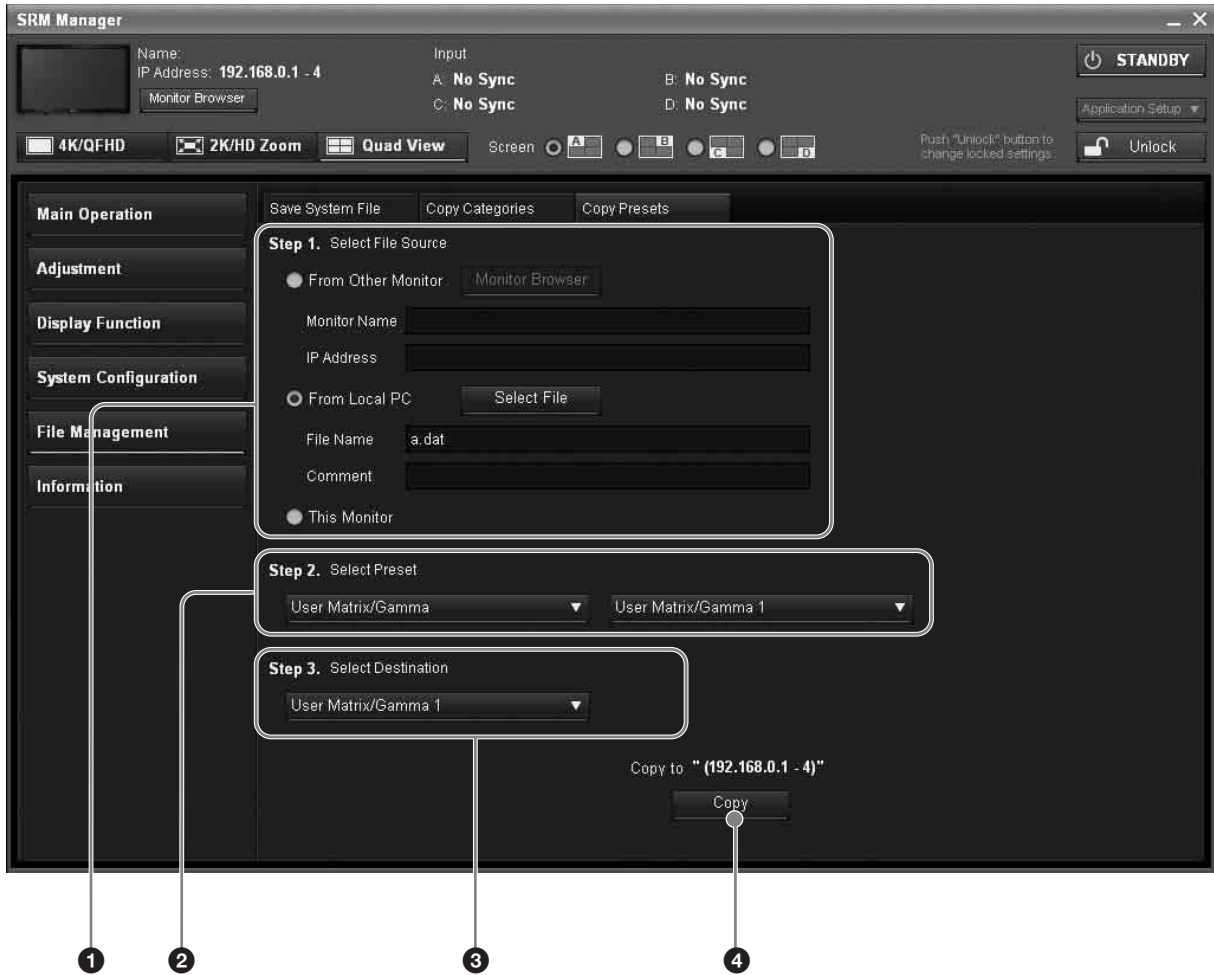 SRM Manager
Name:
IP Address: 192.168.0.1 - 4
Monitor Browser
Input
A: No Sync
B: No Sync
C: No Sync
D: No Sync
STANDBY
Application Setup
4K/QFHD
2K/HD Zoom
Quad View
Screen
A
B
C
D
Push "Unlock" button to
change locked settings.
Unlock
Main Operation
Adjustment
Display Function
System Configuration
File Management
Information
Save System File
Copy Categories
Copy Presets
Step 1. Select File Source
From Other Monitor
Monitor Browser
Monitor Name
IP Address
From Local PC
Select File
File Name
a.dat
Comment
This Monitor
Step 2. Select Preset
User Matrix/Gamma
User Matrix/Gamma 1
Step 3. Select Destination
User Matrix/Gamma 1
Copy to " (192.168.0.1 - 4)"
Copy
1
2
3
4